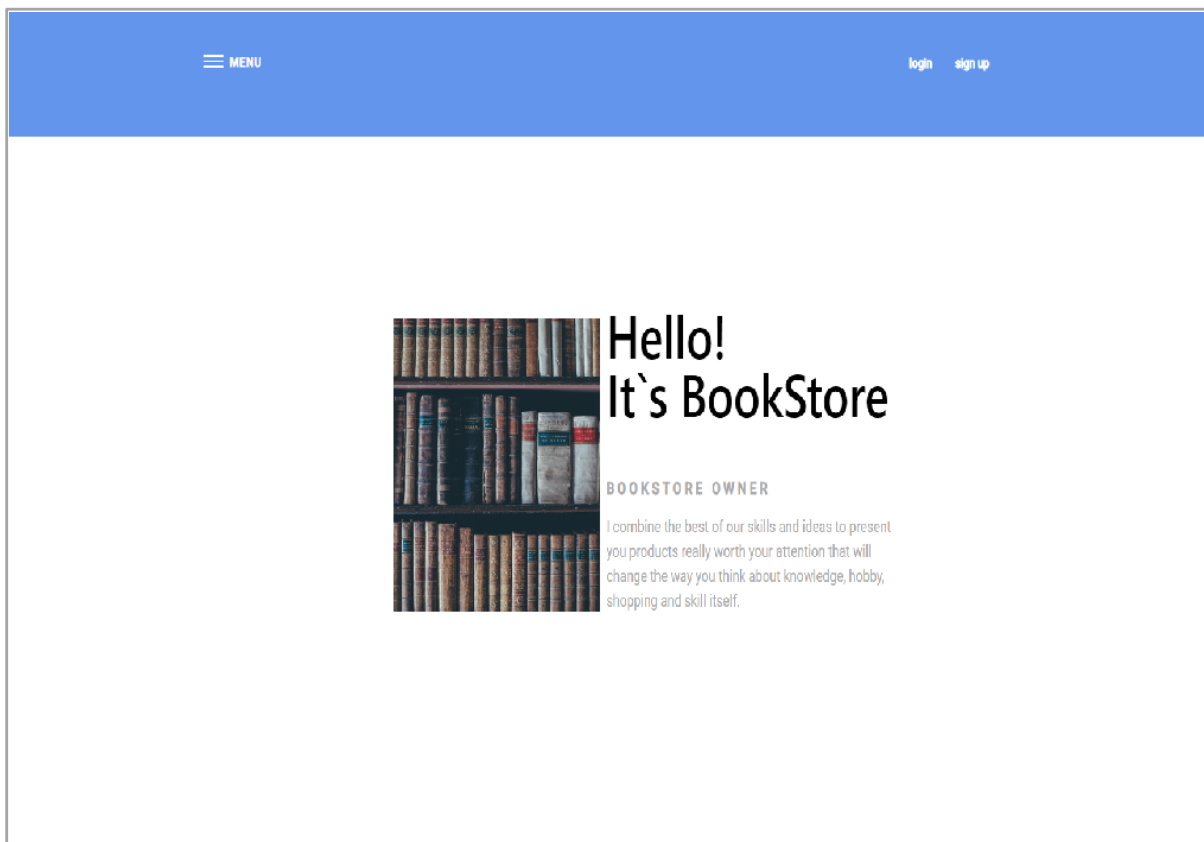 MENU
login sign up
Hello!
It`s BookStore
BOOKSTORE OWNER
I combine the best of our skills and ideas to present
you products really worth your attention that will
change the way you think about knowledge, hobby,
shopping and skill itself.